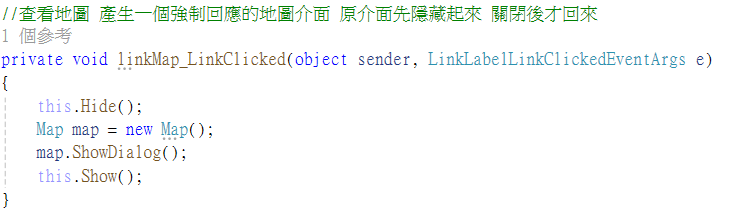 //查看地圖 產生一個強制回應的地圖介面 原介面先隱藏起來 關閉後才回來
1 個參考
private void linkMap_LinkClicked(object sender, LinkLabelLinkClickedEventArgs e)
{
this.Hide();
Map map = new Map();
map.ShowDialog();
this.Show();
}